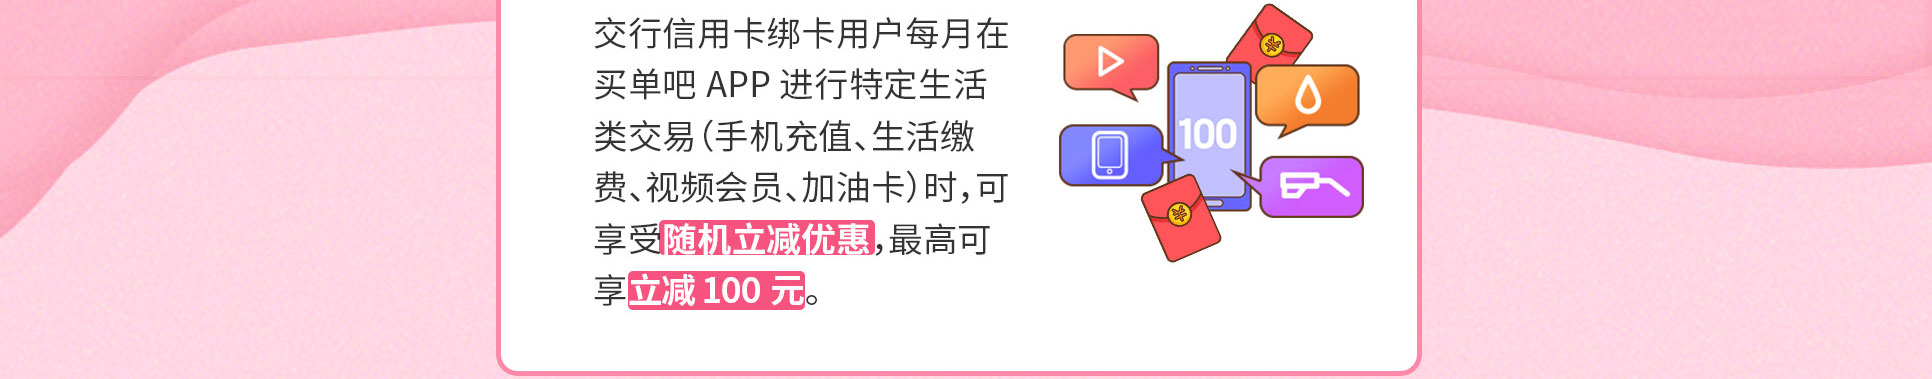 交行信用卡绑卡用户每月在
买单吧 APP 进行特定生活
类交易（手机充值、生活缴
费、视频会员、加油卡）时，可
享受随机立减优惠，最高可
享立减 100 元。
100